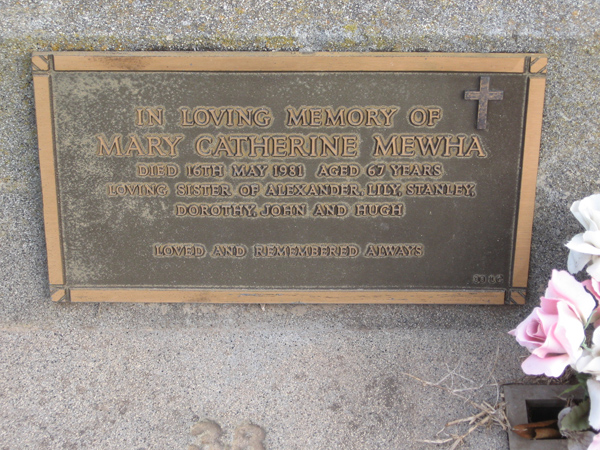 IN LOVING MEMORY OF
MARY CATHERINE MEWHA
DIED 16TH MAY 1981 AGED 67 YEARS
LOVING SISTER OF ALEXANDER, LILY, STANLEY,
DOROTHY, JOHN AND HUGH
LOVED AND REMEMBERED ALWAYS